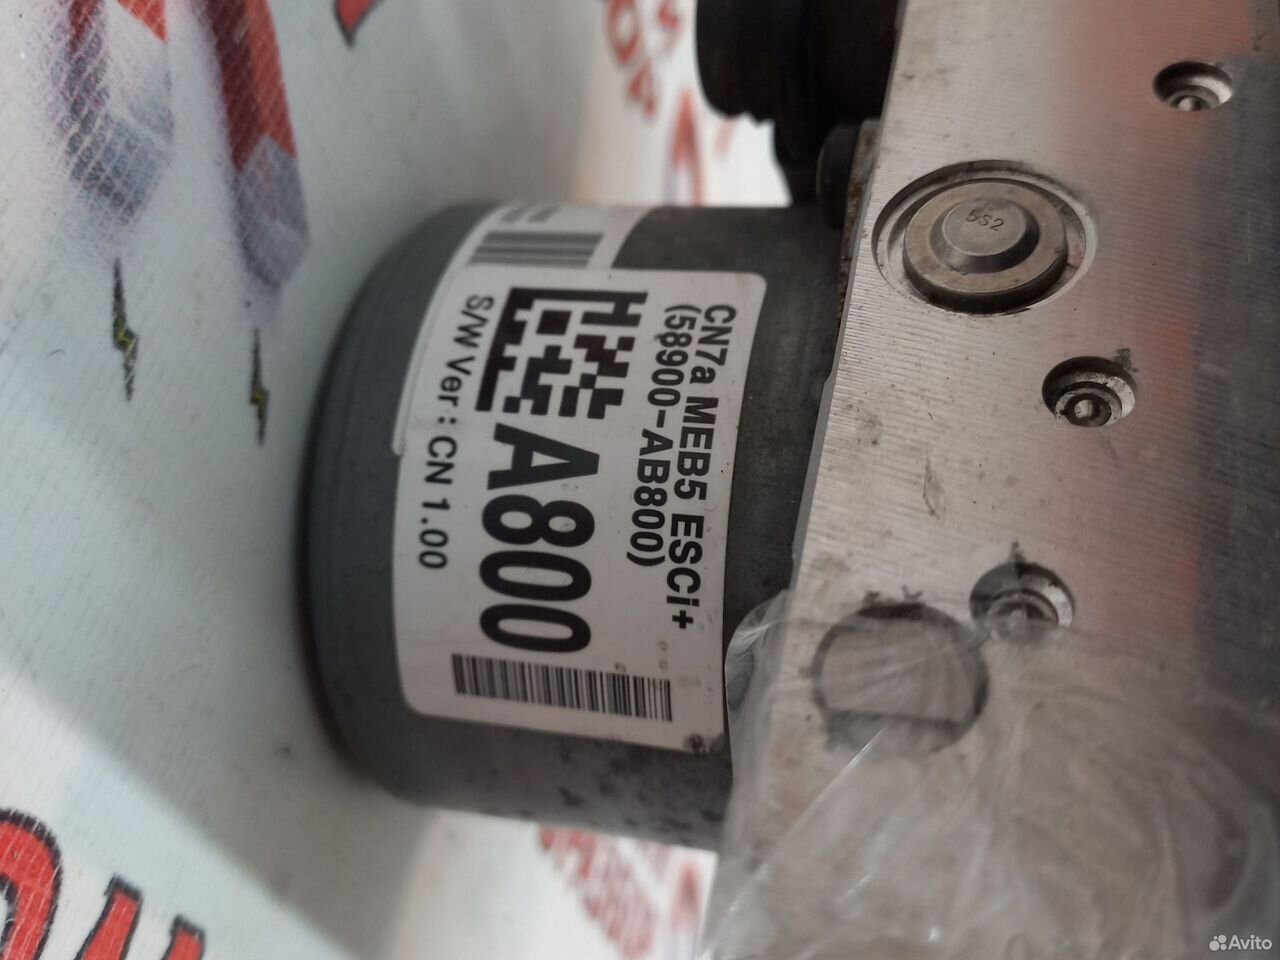 CN7a MEB5 ESCi+
(58900-AB800)
A800
S/W Ver : CN 1.00
5S2
Avito